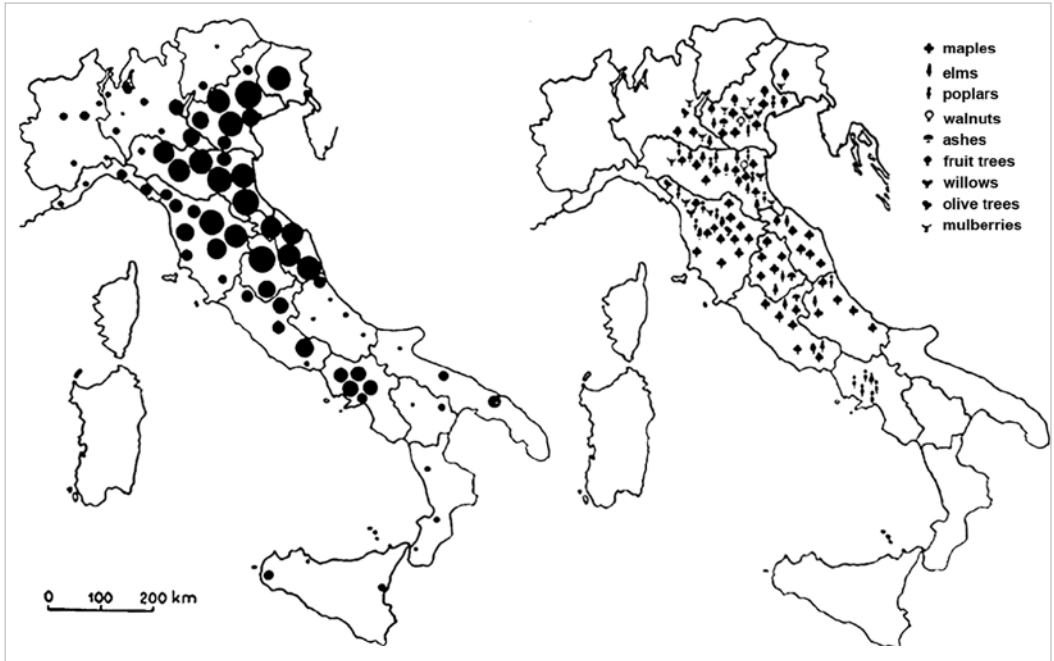 maples
elms
poplars
walnuts
ashes
fruit trees
willows
olive trees
mulberries
0 100 200 km